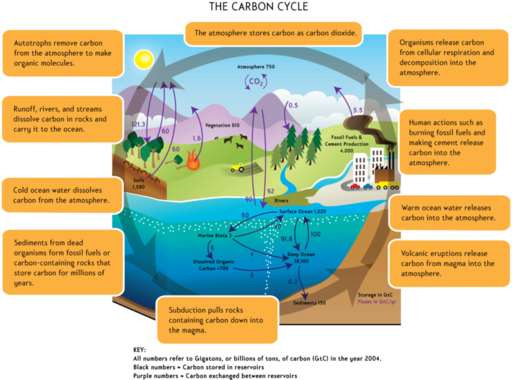 THE CARBON CYCLE
The atmosphere stores carbon as carbon dioxide.
Autotrophs remove carbon
from the atmosphere to make
organic molecules.
Organisms release carbon
from cellular respiration and
decomposition into the
atmosphere.
Atmosphere 750
CO2
Runoff, rivers, and streams
dissolve carbon in rocks and
carry it to the ocean.
121.3
60
60
1.6
0.5
5.5
Vegetation 610
Fossil Fuels &
Cement Production
4,000
Human actions such as
burning fossil fuels and
making cement release
carbon into the
atmosphere.
Soils
1,580
Cold ocean water dissolves
carbon from the atmosphere.
90
92
Rivers
Surface Ocean 1,020
50
Warm ocean water releases
carbon into the atmosphere.
Marine Biota 3
91.6
100
Sediments from dead
organisms form fossil fuels or
carbon-containing rocks that
store carbon for millions of
years.
Volcanic eruptions release
carbon from magma into the
atmosphere.
Dissolved Organic
Carbon <700
6
Deep Ocean
38,100
0.2
Sediments 150
Storage in GtC
Fluxes in GtC/yr
Subduction pulls rocks
containing carbon down into
the magma.
KEY:
All numbers refer to Gigatons, or billions of tons, of carbon (GtC) in the year 2004.
Black numbers = Carbon stored in reservoirs
Purple numbers = Carbon exchanged between reservoirs